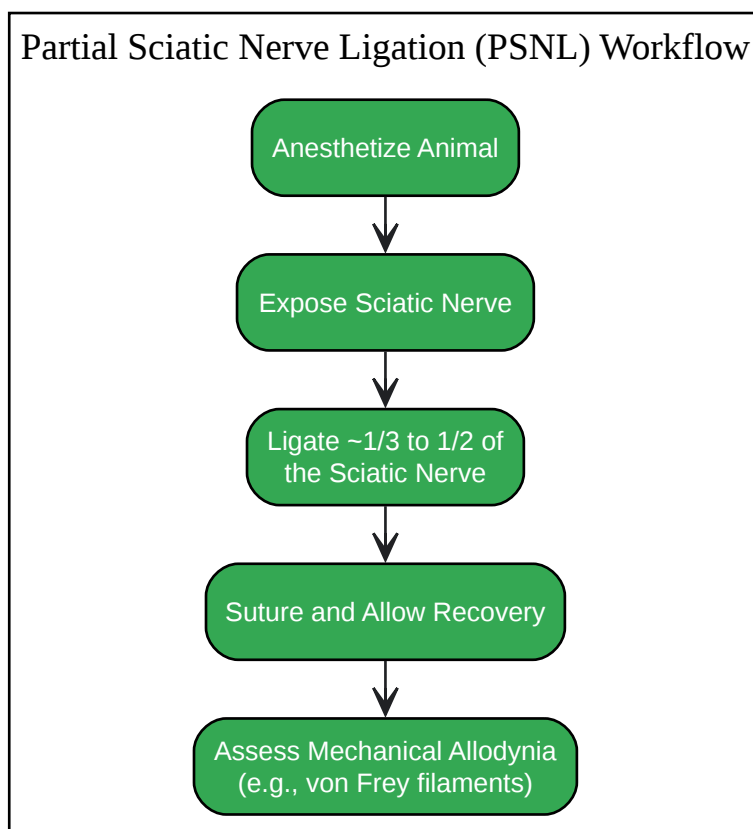 Partial Sciatic Nerve Ligation (PSNL) Workflow
Anesthetize Animal
Expose Sciatic Nerve
Ligate ~1/3 to 1/2 of
the Sciatic Nerve
Suture and Allow Recovery
Assess Mechanical Allodynia
(e.g., von Frey filaments)